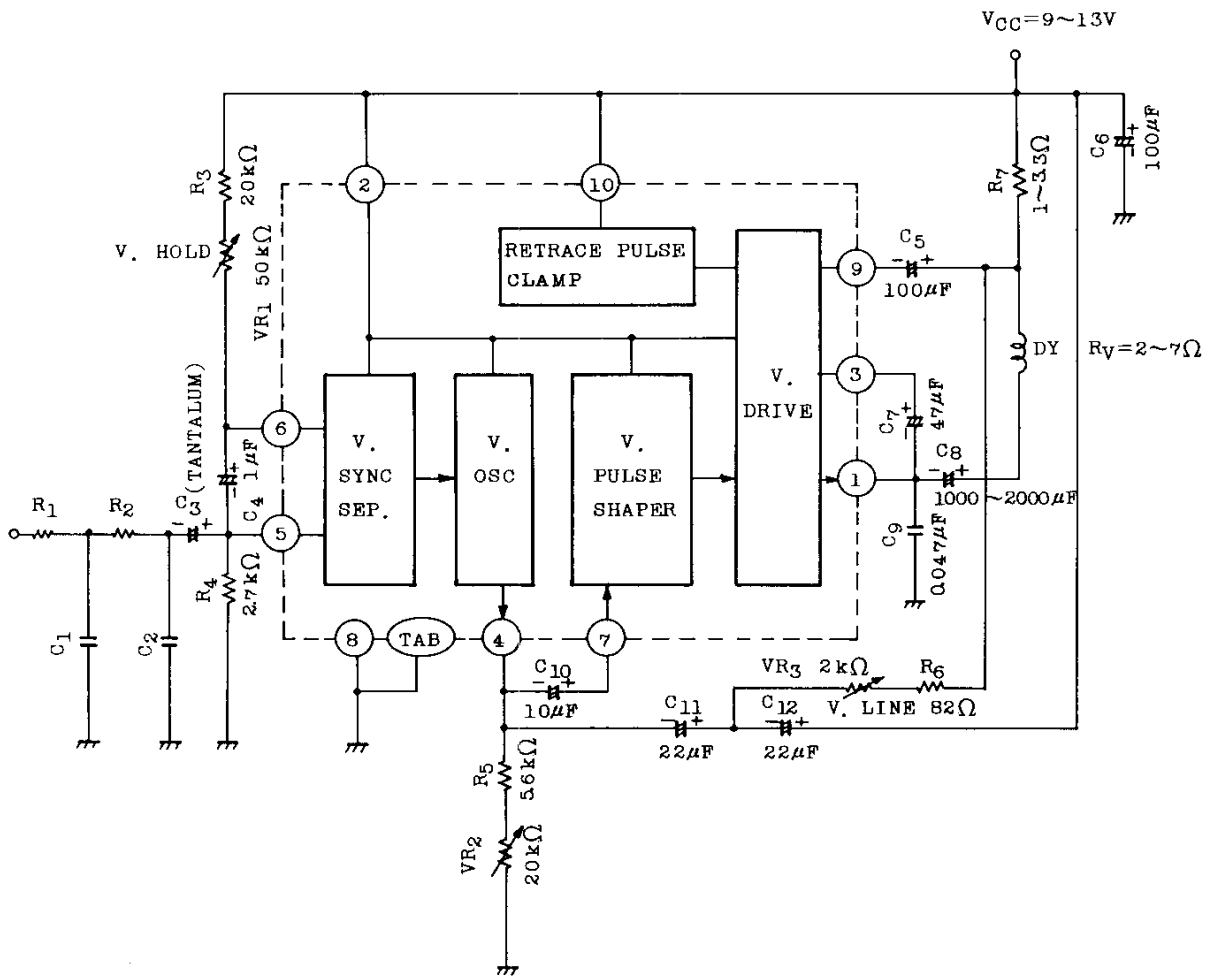 VCC=9~13V
R3
20kΩ
V. HOLD
VR1 50kΩ
2
10
RETRACE PULSE
CLAMP
9
C5
- +
100μF
R7
1~3.3Ω
C6
+
-
100μF
DY
RV=2~7Ω
3
V.
DRIVE
C7
+
-
47μF
1
C8
- +
1000~2000μF
C9
0.047μF
6
V.
SYNC
SEP.
V.
OSC
V.
PULSE
SHAPER
C4
+
-
1μF
(TANTALUM)
R1
R2
C3
- +
5
R4
2.7kΩ
C1
C2
8
TAB
4
7
C10
- +
10μF
VR3 2kΩ
R6
V. LINE 82Ω
C11
- +
22μF
C12
- +
22μF
R5
5.6kΩ
VR2
20kΩ